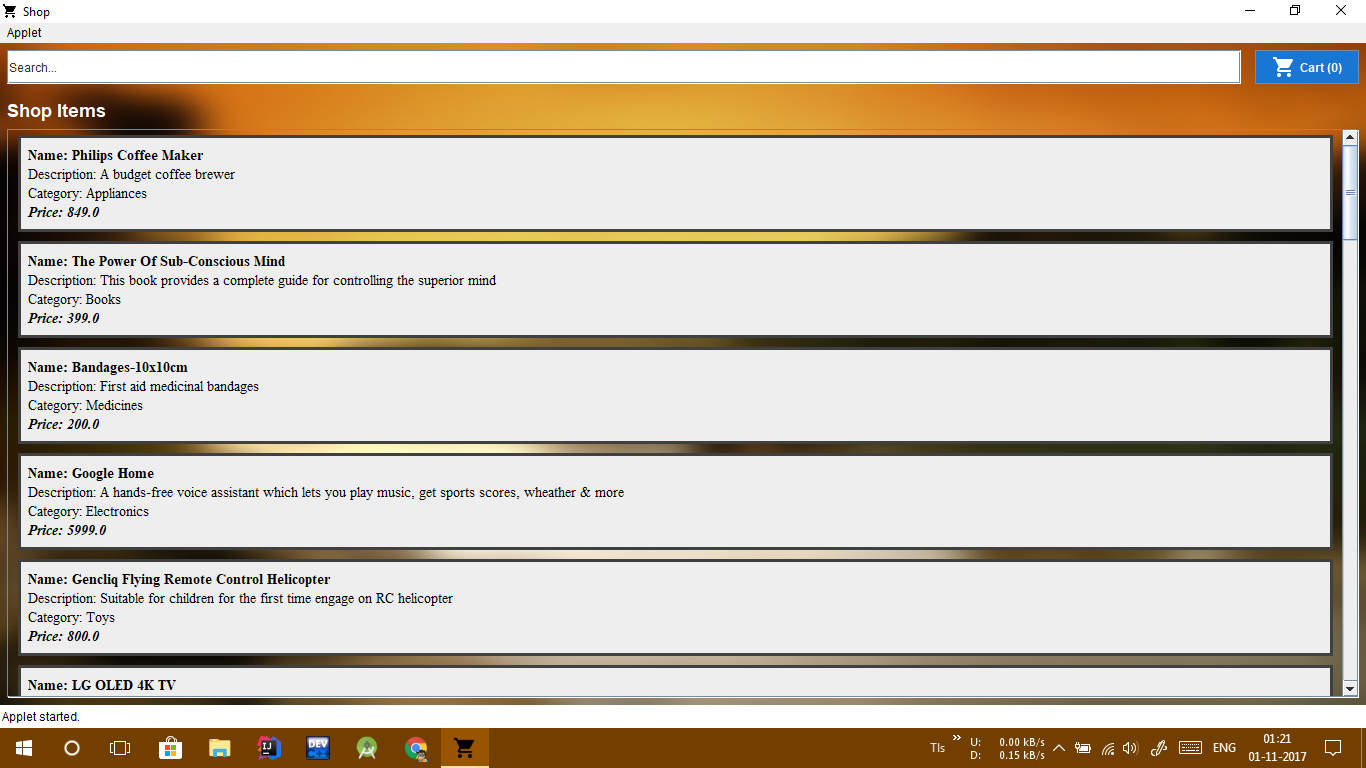 Shop
Applet
Search...
Cart (0)
Shop Items
Name: Philips Coffee Maker
Description: A budget coffee brewer
Category: Appliances
Price: 849.0
Name: The Power Of Sub-Conscious Mind
Description: This book provides a complete guide for controlling the superior mind
Category: Books
Price: 399.0
Name: Bandages-10x10cm
Description: First aid medicinal bandages
Category: Medicines
Price: 200.0
Name: Google Home
Description: A hands-free voice assistant which lets you play music, get sports scores, wheather & more
Category: Electronics
Price: 5999.0
Name: Gencliq Flying Remote Control Helicopter
Description: Suitable for children for the first time engage on RC helicopter
Category: Toys
Price: 800.0
Name: LG OLED 4K TV
Applet started.
IJ
DEV
Tls
U: 0.00 kB/s
D: 0.15 kB/s
ENG
01:21
01-11-2017